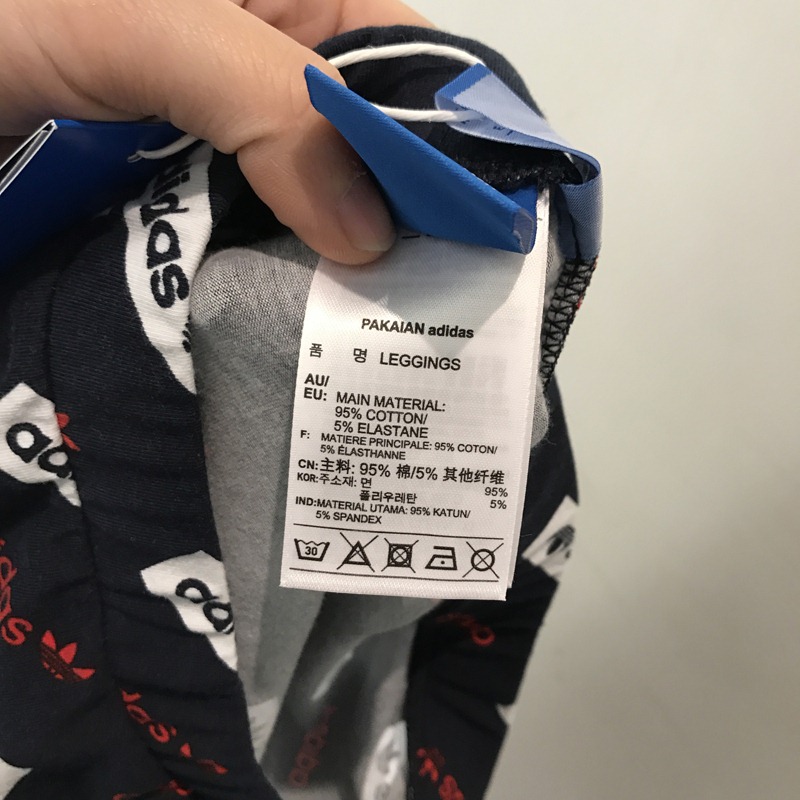 PAKAIAN adidas
품 명 LEGGINGS
AU/
EU: MAIN MATERIAL:
95% COTTON/
5% ELASTANE
F: MATIERE PRINCIPALE: 95% COTON/
5% ÉLASTHANNE
CN:主料: 95% 棉/5% 其他纤维
KOR:주소재: 면 95%
폴리우레탄 5%
IND:MATERIAL UTAMA: 95% KATUN/
5% SPANDEX
30
adidas